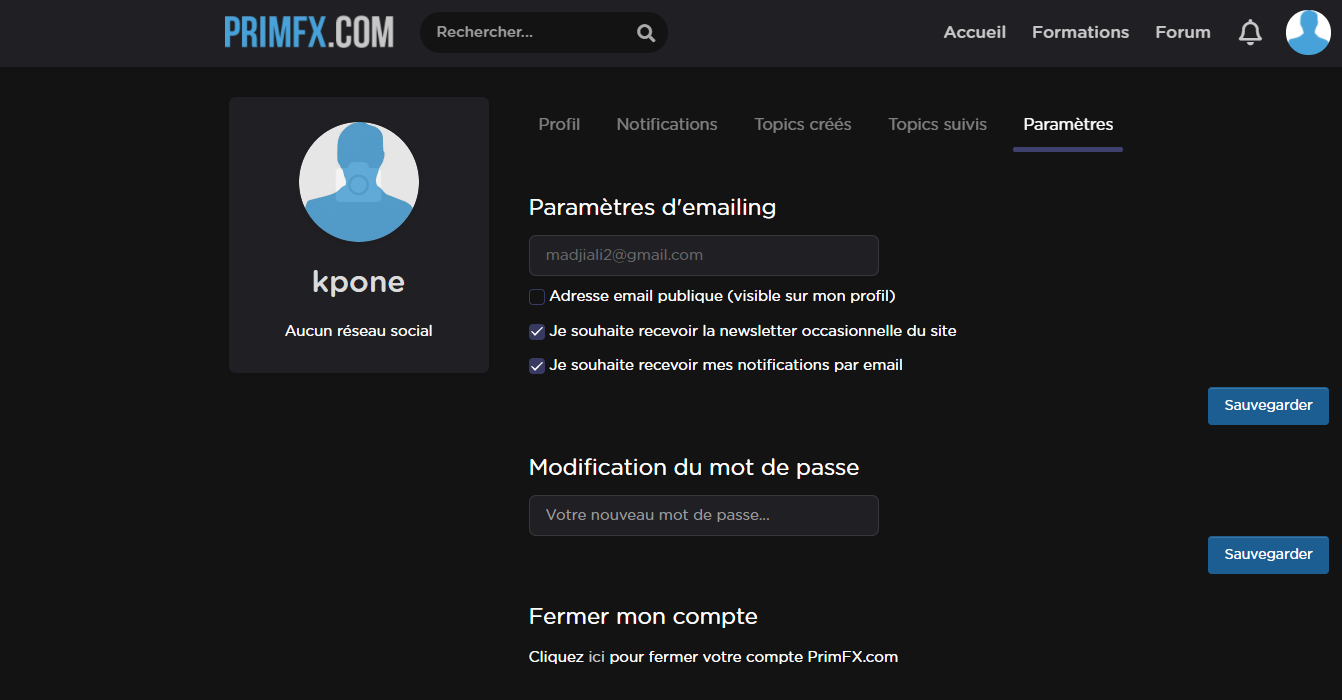 PRIMFX.COM
Rechercher...
Accueil
Formations
Forum
kpone
Aucun réseau social
Profil
Notifications
Topics créés
Topics suivis
Paramètres
Paramètres d'emailing
madjiali2@gmail.com
Adresse email publique (visible sur mon profil)
Je souhaite recevoir la newsletter occasionnelle du site
Je souhaite recevoir mes notifications par email
Sauvegarder
Modification du mot de passe
Votre nouveau mot de passe...
Sauvegarder
Fermer mon compte
Cliquez ici pour fermer votre compte PrimFX.com